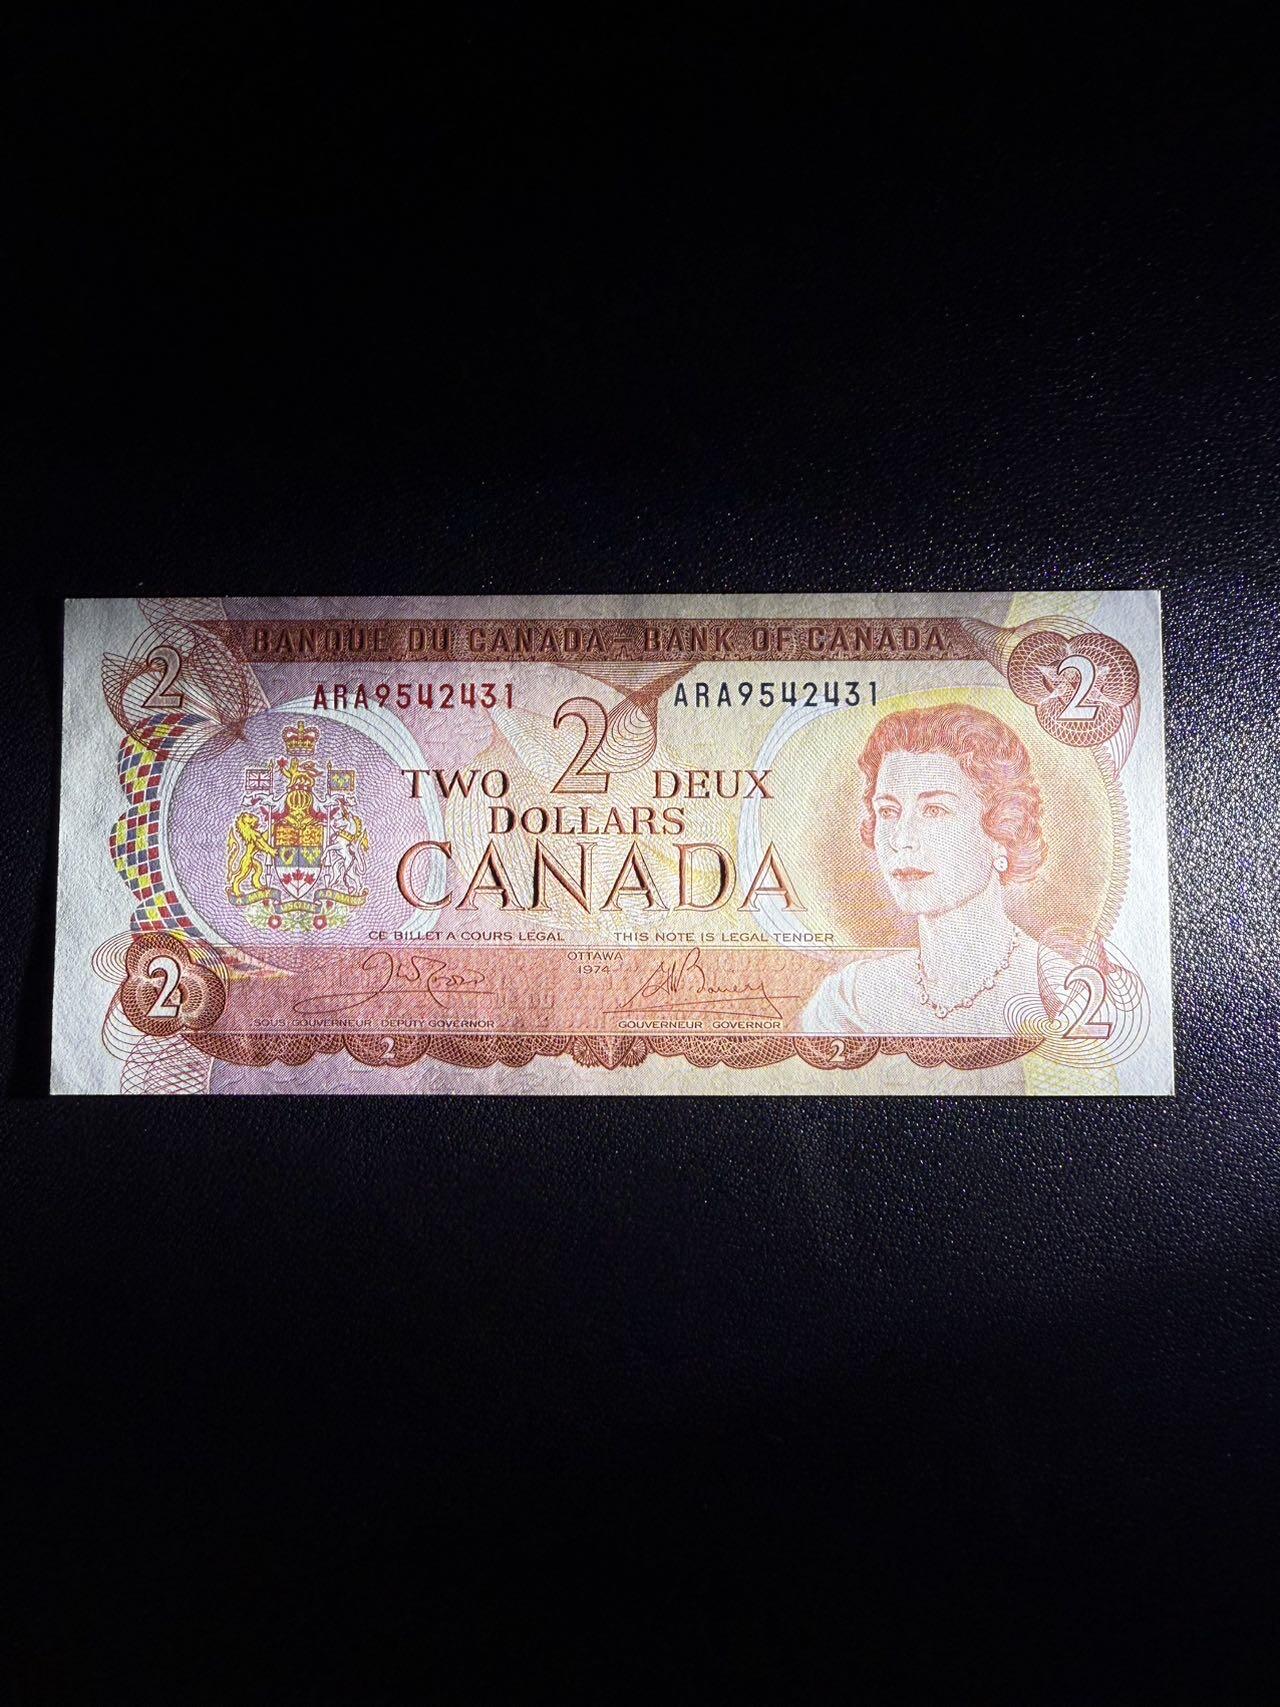 BANQUE DU CANADA – BANK OF CANADA
2 2
ARA9542431 ARA9542431
2
TWO DEUX
DOLLARS
CANADA
CE BILLET A COURS LÉGAL THIS NOTE IS LEGAL TENDER
OTTAWA
1974
2 2
SOUS-GOUVERNEUR DEPUTY GOVERNOR GOUVERNEUR GOVERNOR
2 2